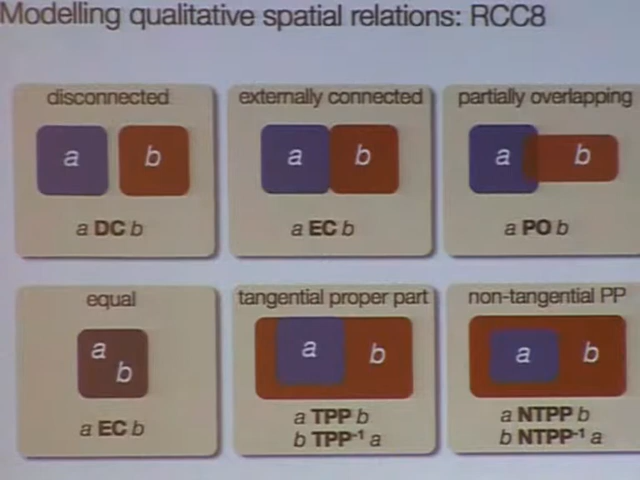 Modelling qualitative spatial relations: RCC8
disconnected
a
b
a DC b
externally connected
a
b
a EC b
partially overlapping
a
b
a PO b
equal
a
b
a EC b
tangential proper part
a
b
a TPP b
b TPP⁻¹ a
non-tangential PP
a
b
a NTPP b
b NTPP⁻¹ a